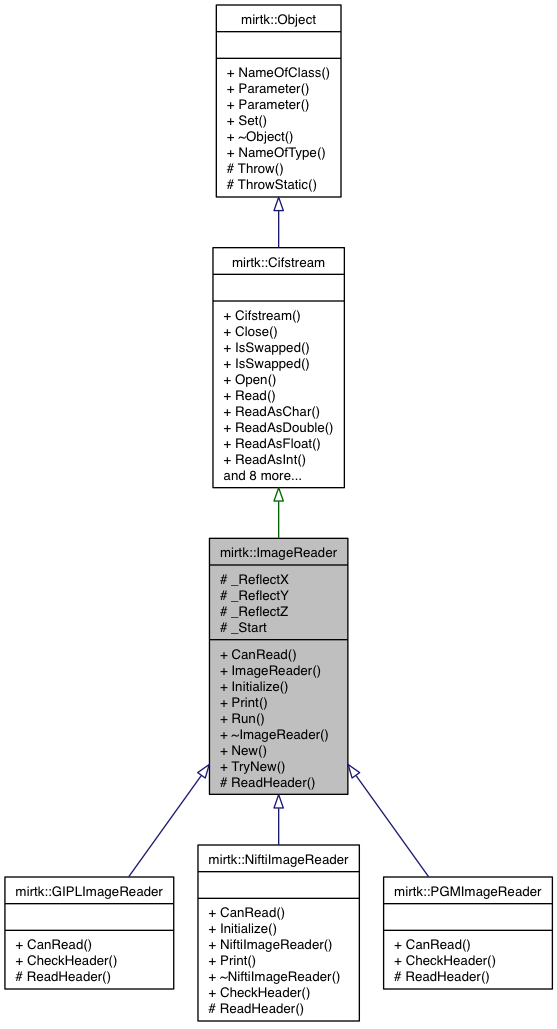 mirtk::Object
+ NameOfClass()
+ Parameter()
+ Parameter()
+ Set()
+ ~Object()
+ NameOfType()
# Throw()
# ThrowStatic()
mirtk::Cifstream
+ Cifstream()
+ Close()
+ IsSwapped()
+ IsSwapped()
+ Open()
+ Read()
+ ReadAsChar()
+ ReadAsDouble()
+ ReadAsFloat()
+ ReadAsInt()
and 8 more...
mirtk::ImageReader
# _ReflectX
# _ReflectY
# _ReflectZ
# _Start
+ CanRead()
+ ImageReader()
+ Initialize()
+ Print()
+ Run()
+ ~ImageReader()
+ New()
+ TryNew()
# ReadHeader()
mirtk::GIPLImageReader
+ CanRead()
+ CheckHeader()
# ReadHeader()
mirtk::NiftiImageReader
+ CanRead()
+ Initialize()
+ NiftiImageReader()
+ Print()
+ ~NiftiImageReader()
+ CheckHeader()
# ReadHeader()
mirtk::PGMImageReader
+ CanRead()
+ CheckHeader()
# ReadHeader()